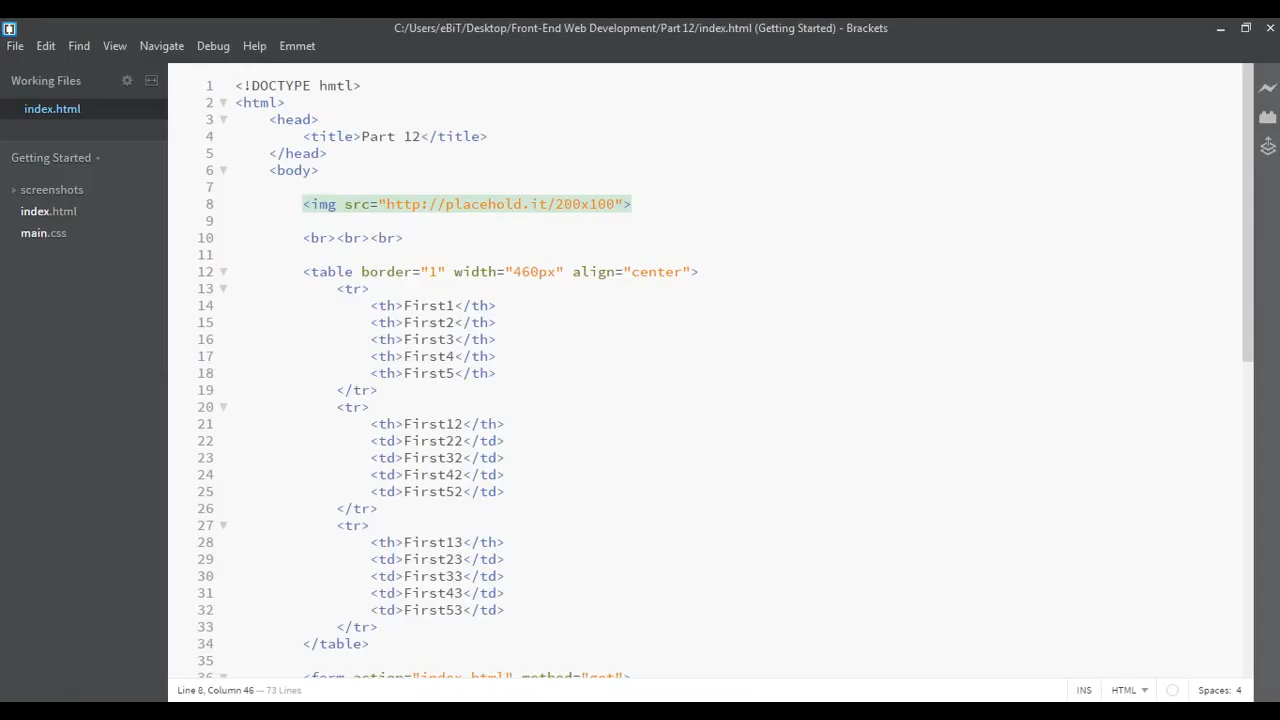 C:/Users/eBiT/Desktop/Front-End Web Development/Part 12/index.html (Getting Started) - Brackets
File Edit Find View Navigate Debug Help Emmet
Working Files
index.html
Getting Started
screenshots
index.html
main.css
1 <!DOCTYPE hmtl>
2 <html>
3 <head>
4 <title>Part 12</title>
5 </head>
6 <body>
7
8 <img src="http://placehold.it/200x100">
9
10 <br><br><br>
11
12 <table border="1" width="460px" align="center">
13 <tr>
14 <th>First1</th>
15 <th>First2</th>
16 <th>First3</th>
17 <th>First4</th>
18 <th>First5</th>
19 </tr>
20 <tr>
21 <th>First12</th>
22 <td>First22</td>
23 <td>First32</td>
24 <td>First42</td>
25 <td>First52</td>
26 </tr>
27 <tr>
28 <th>First13</th>
29 <td>First23</td>
30 <td>First33</td>
31 <td>First43</td>
32 <td>First53</td>
33 </tr>
34 </table>
35
36 <form action="index.html" method="get">
Line 8, Column 46 — 73 Lines
INS HTML Spaces: 4